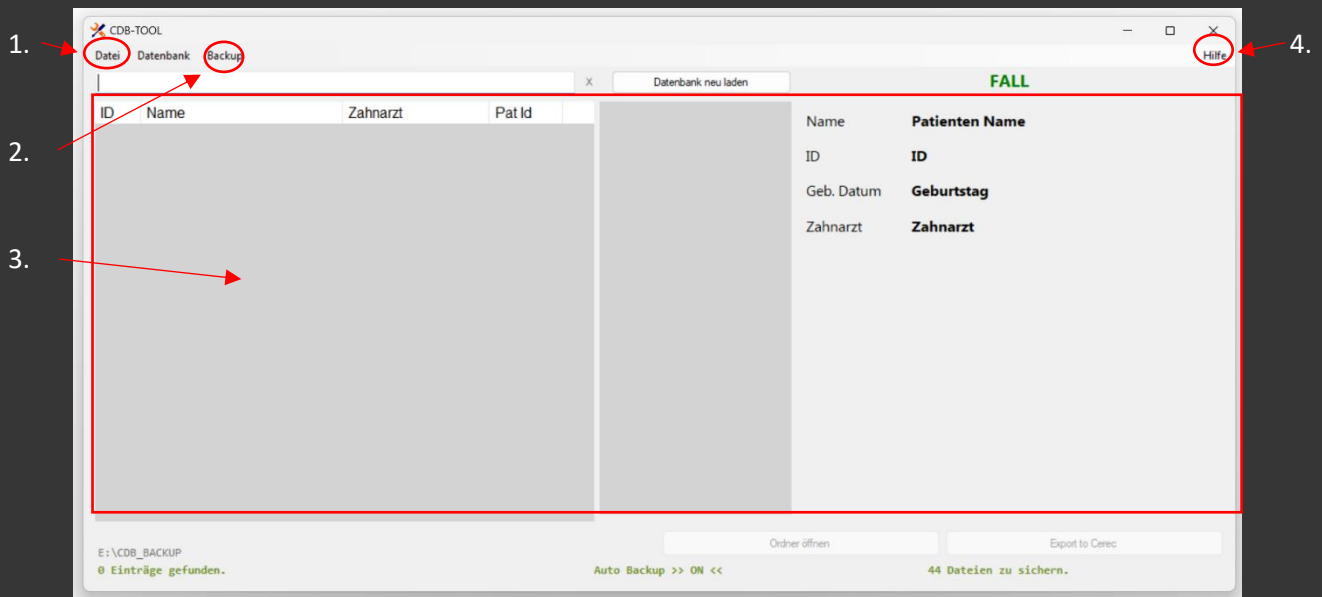 CDB-TOOL
1.
4.
Datei Datenbank Backup Hilfe
X Datenbank neu laden FALL
ID Name Zahnarzt Pat Id
Name Patienten Name
2.
ID ID
Geb. Datum Geburtstag
Zahnarzt Zahnarzt
3.
Ordner öffnen Export to Cerec
E:\CDB_BACKUP
0 Einträge gefunden. Auto Backup >> ON << 44 Dateien zu sichern.